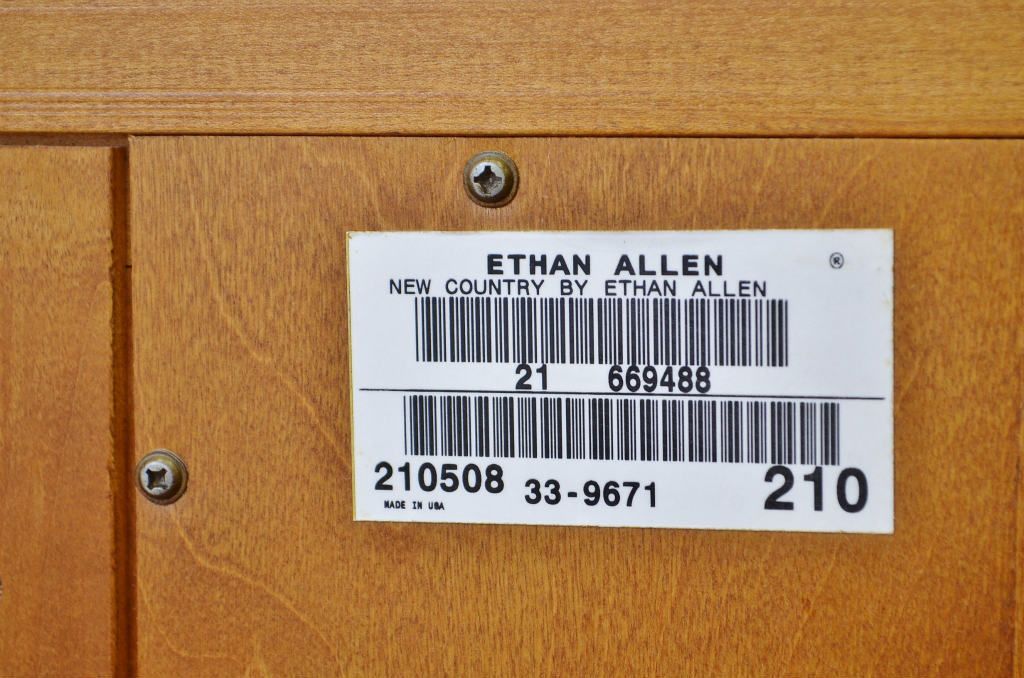 ETHAN ALLEN ®
NEW COUNTRY BY ETHAN ALLEN
21 669488
210508 33-9671 210
MADE IN USA